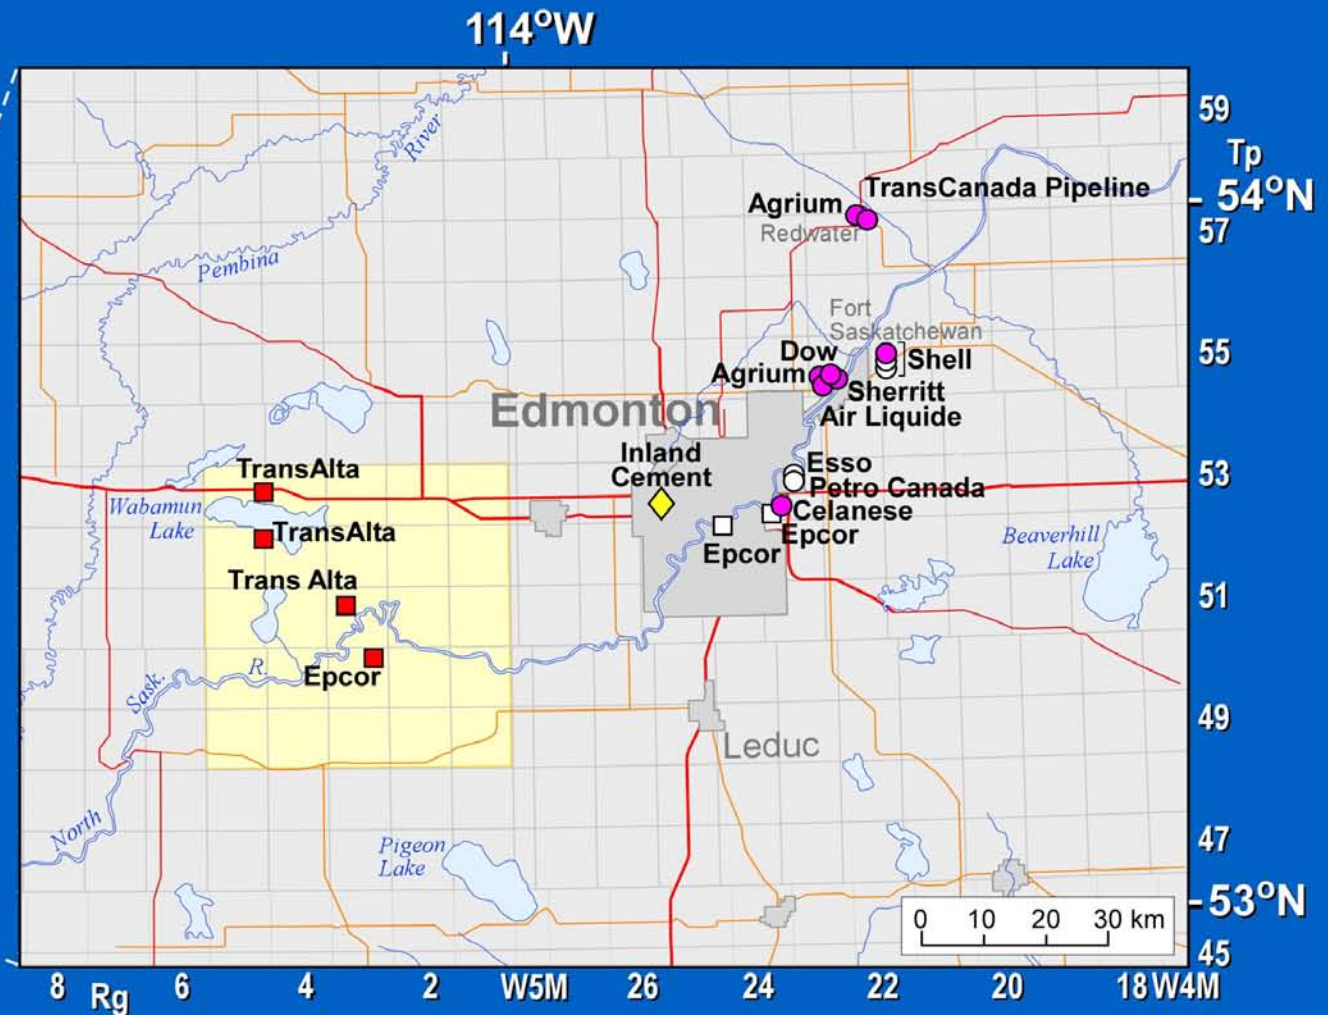 114°W
59
Tp
54°N
57
River
TransCanada Pipeline
Agrium
Redwater
Pembina
Fort
Saskatchewan
55
Dow
Shell
Agrium
Sherritt
Air Liquide
Edmonton
Inland
Cement
Esso
53
Petro Canada
TransAlta
Wabamun
Lake
Celanese
TransAlta
Epcor
Epcor
Beaverhill
Lake
Trans Alta
51
R.
Epcor
Sask.
49
Leduc
North
47
Pigeon
Lake
53°N
0 10 20 30 km
45
8 Rg 6 4 2 W5M 26 24 22 20 18 W4M